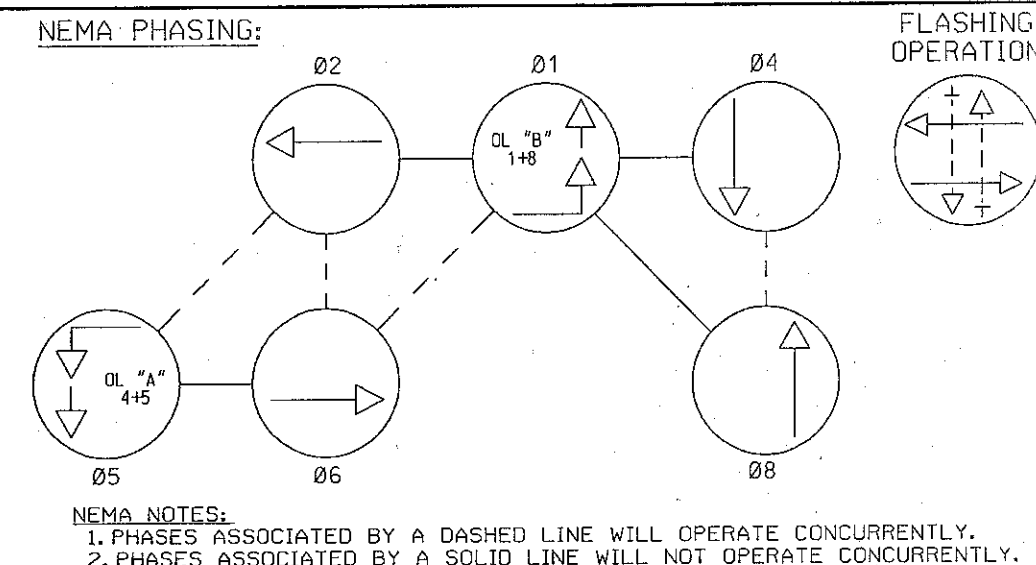 NEMA PHASING:
FLASHING
OPERATION
Ø2
Ø1
Ø4
OL "B"
1+8
OL "A"
4+5
Ø5
Ø6
Ø8
NEMA NOTES:
1. PHASES ASSOCIATED BY A DASHED LINE WILL OPERATE CONCURRENTLY.
2. PHASES ASSOCIATED BY A SOLID LINE WILL NOT OPERATE CONCURRENTLY.